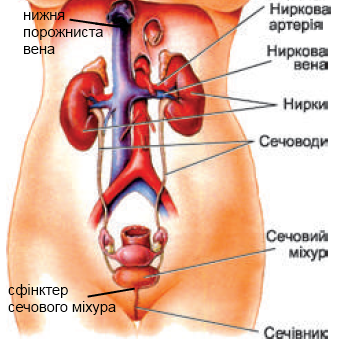 нижня
порожниста
вена
Ниркова
артерія
Ниркова
вена
Нирки
Сечоводи
Сечовий
міхур
сфінктер
сечового міхура
Сечівник